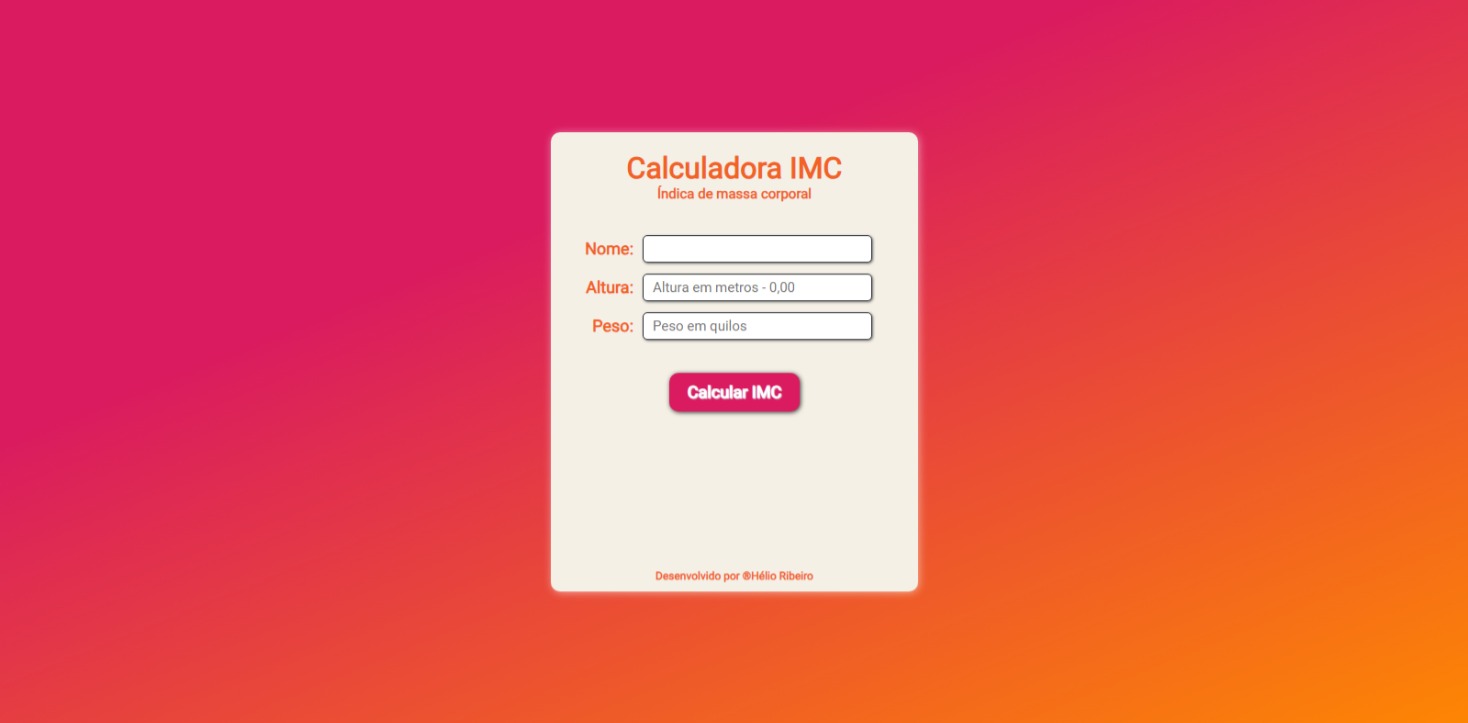 Calculadora IMC
Índica de massa corporal
Nome:
Altura: Altura em metros - 0,00
Peso: Peso em quilos
Calcular IMC
Desenvolvido por ®Hélio Ribeiro